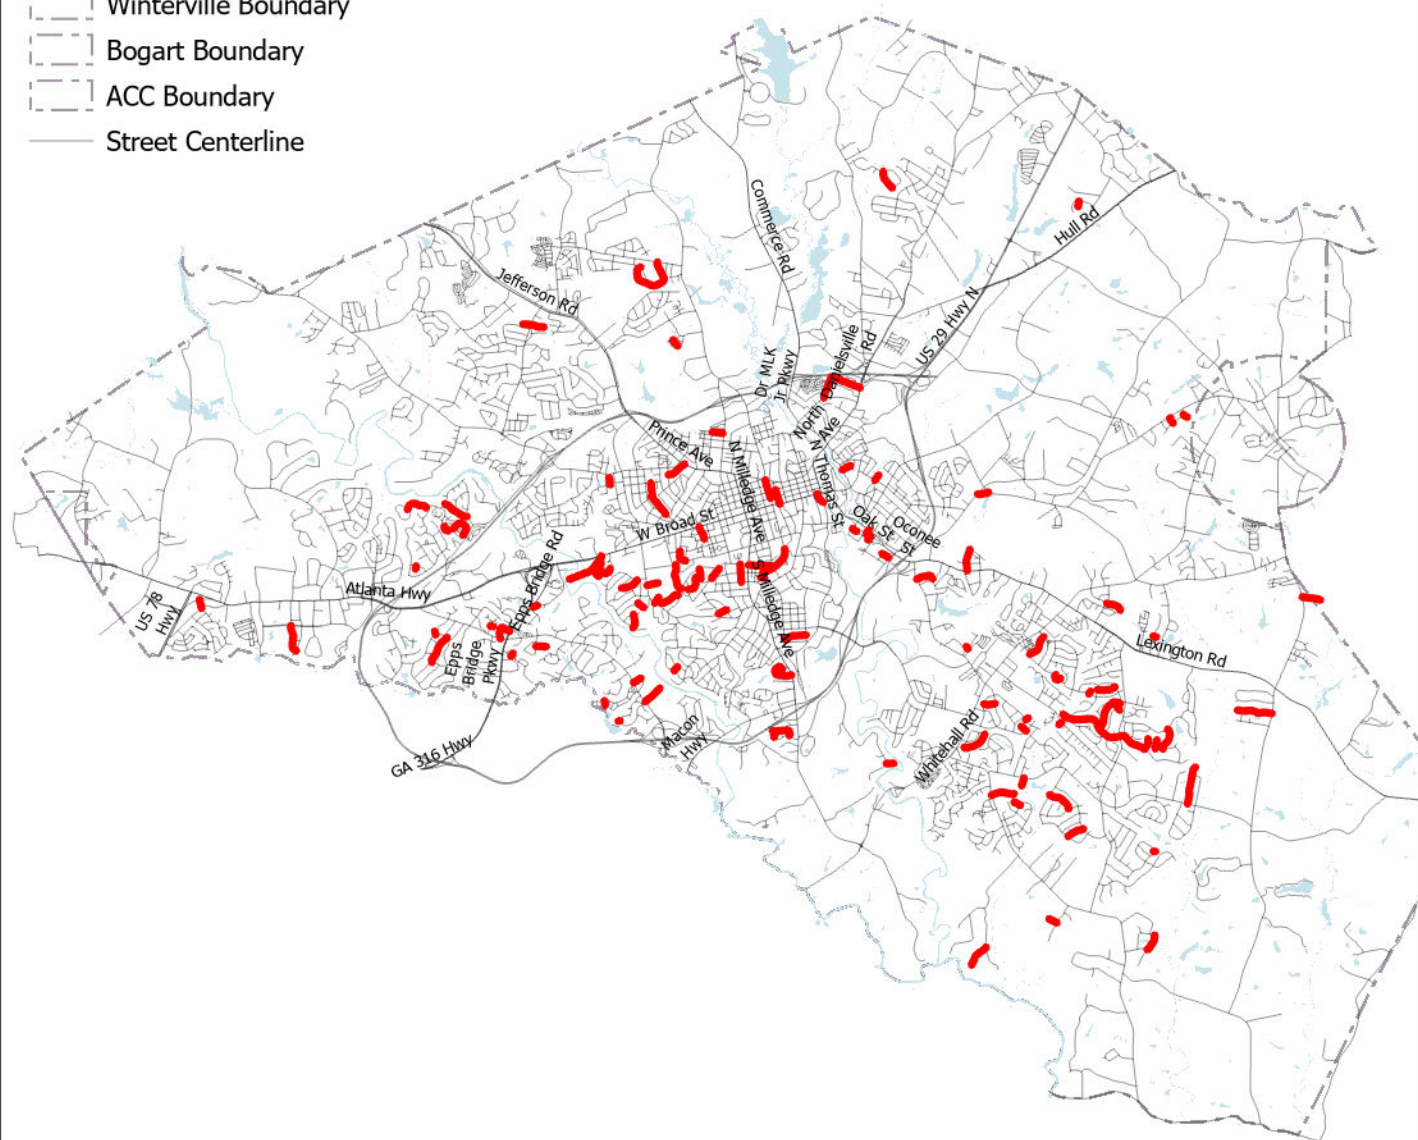 Winterville Boundary
Bogart Boundary
ACC Boundary
Street Centerline
Commerce Rd
Hull Rd
Jefferson Rd
US 29 Hwy N
Dr MLK
Jr Pkwy
North
Ave
Danielsville
Rd
Prince Ave
N Milledge Ave
N Thomas St
Oak St
Oconee
St
W Broad St
Epps Bridge Rd
Atlanta Hwy
US 78
Hwy
S Milledge Ave
Epps
Bridge
Pkwy
Lexington Rd
Macon
Hwy
Whitehall Rd
GA 316 Hwy